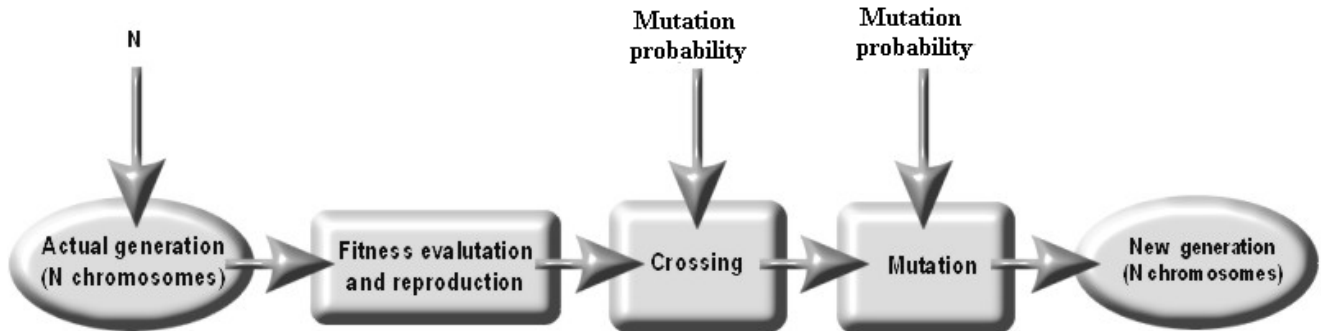 N
Mutation
probability
Mutation
probability
Actual generation
(N chromosomes)
Fitness evalutation
and reproduction
Crossing
Mutation
New generation
(N chromosomes)